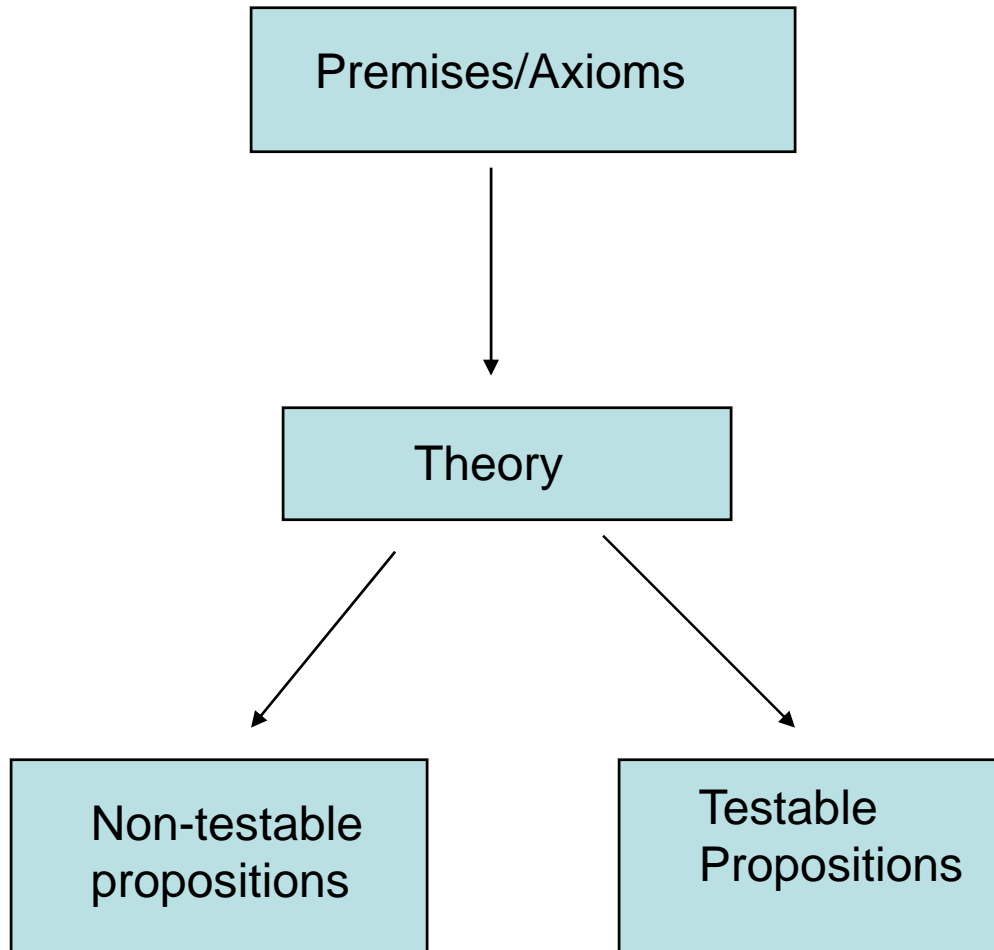 Premises/Axioms
Theory
Non-testable
propositions
Testable
Propositions